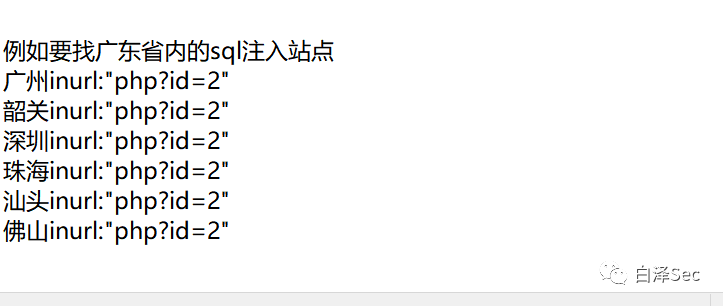 例如要找广东省内的sql注入站点
广州inurl:"php?id=2"
韶关inurl:"php?id=2"
深圳inurl:"php?id=2"
珠海inurl:"php?id=2"
汕头inurl:"php?id=2"
佛山inurl:"php?id=2"
白泽Sec